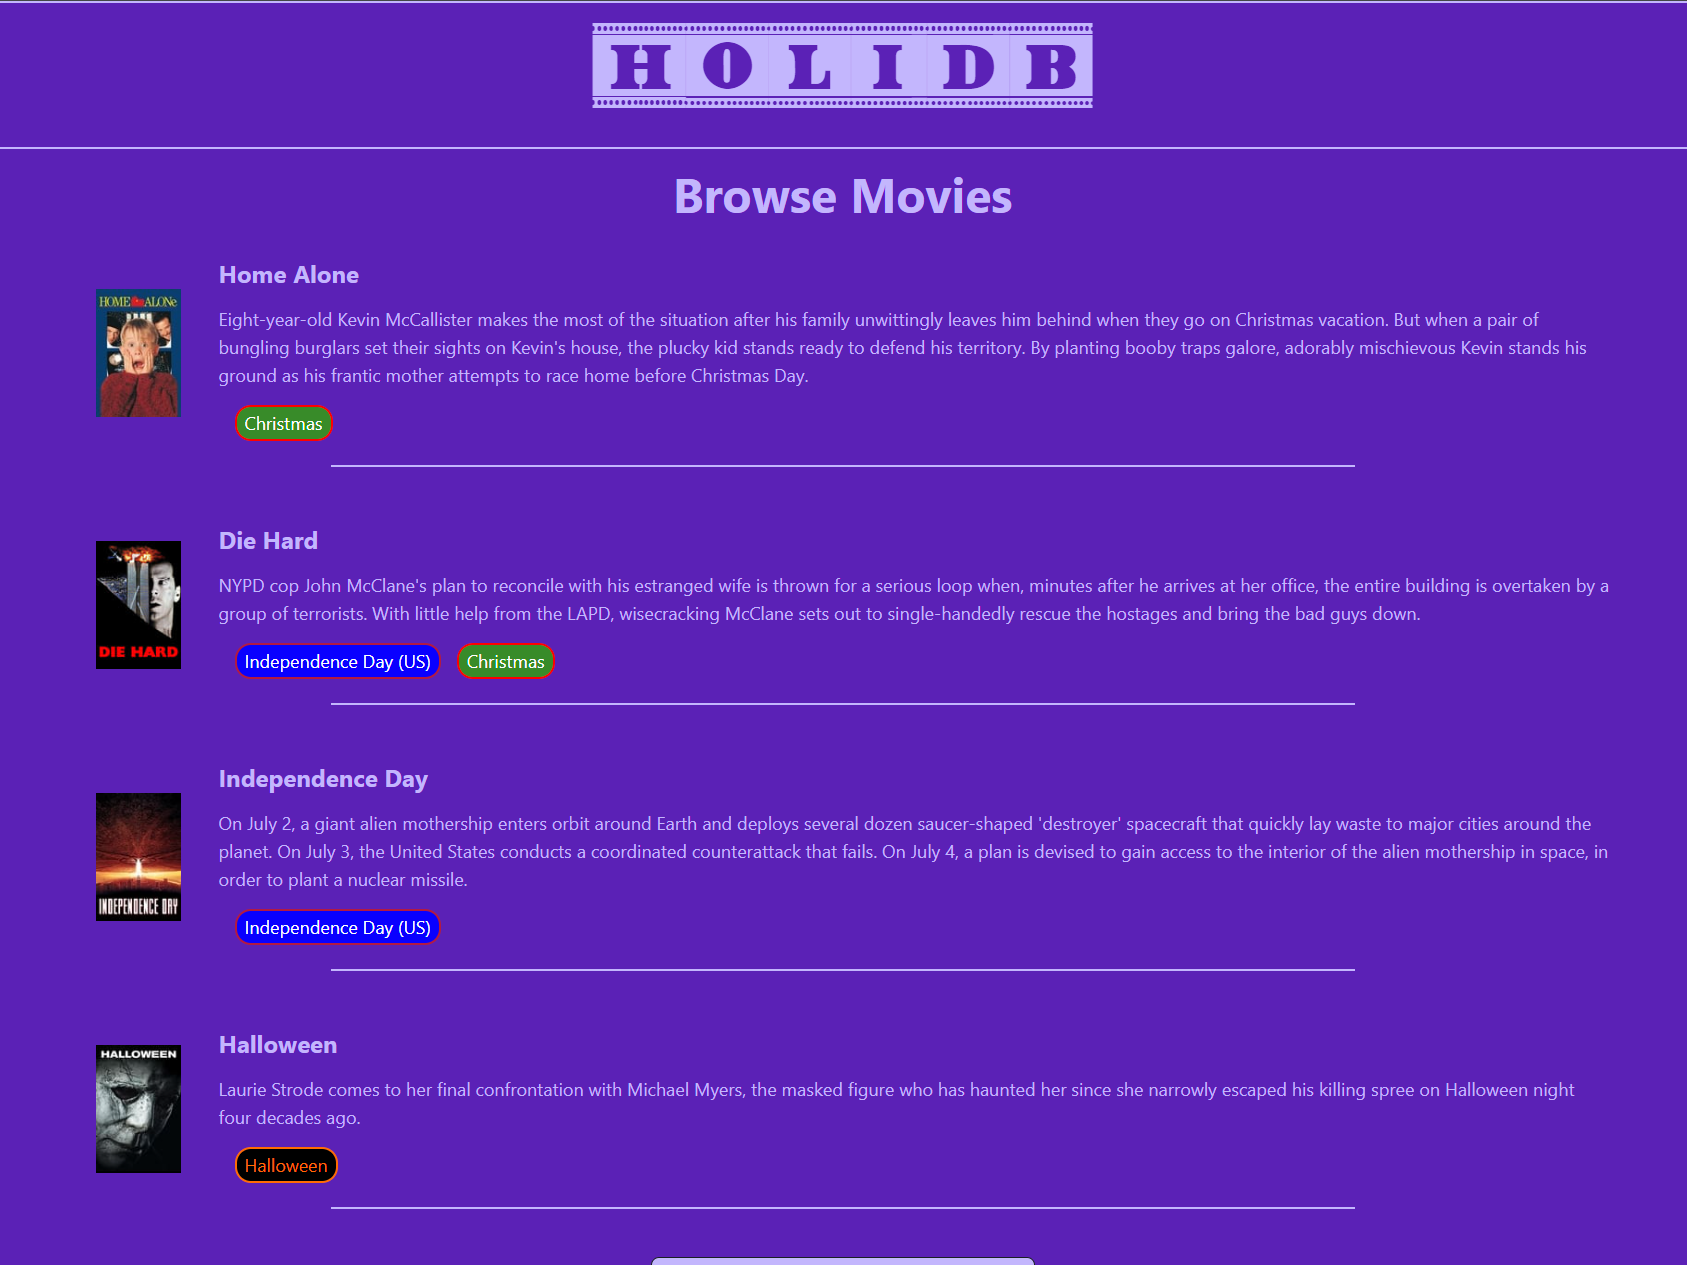 HOLIDB
Browse Movies
HOME ALONe
Home Alone
Eight-year-old Kevin McCallister makes the most of the situation after his family unwittingly leaves him behind when they go on Christmas vacation. But when a pair of
bungling burglars set their sights on Kevin's house, the plucky kid stands ready to defend his territory. By planting booby traps galore, adorably mischievous Kevin stands his
ground as his frantic mother attempts to race home before Christmas Day.
Christmas
DIE HARD
Die Hard
NYPD cop John McClane's plan to reconcile with his estranged wife is thrown for a serious loop when, minutes after he arrives at her office, the entire building is overtaken by a
group of terrorists. With little help from the LAPD, wisecracking McClane sets out to single-handedly rescue the hostages and bring the bad guys down.
Independence Day (US) Christmas
INDEPENDENCE DAY
Independence Day
On July 2, a giant alien mothership enters orbit around Earth and deploys several dozen saucer-shaped 'destroyer' spacecraft that quickly lay waste to major cities around the
planet. On July 3, the United States conducts a coordinated counterattack that fails. On July 4, a plan is devised to gain access to the interior of the alien mothership in space, in
order to plant a nuclear missile.
Independence Day (US)
HALLOWEEN
Halloween
Laurie Strode comes to her final confrontation with Michael Myers, the masked figure who has haunted her since she narrowly escaped his killing spree on Halloween night
four decades ago.
Halloween